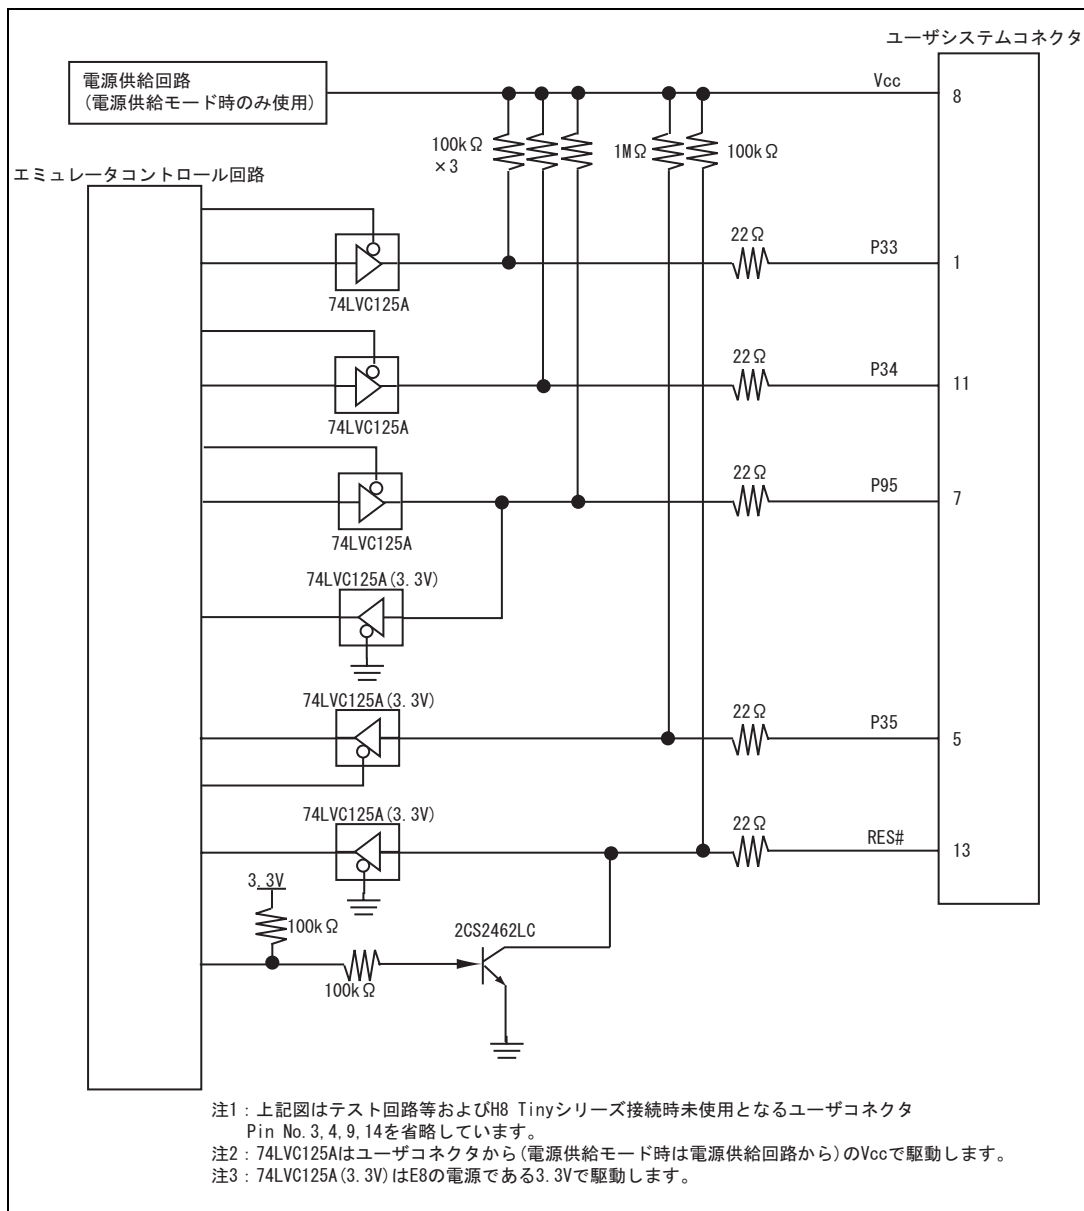 ユーザシステムコネクタ
電源供給回路
(電源供給モード時のみ使用)
Vcc
8
100kΩ
×3
1MΩ
100kΩ
エミュレータコントロール回路
22Ω
P33
1
74LVC125A
22Ω
P34
11
74LVC125A
22Ω
P95
7
74LVC125A
74LVC125A(3.3V)
74LVC125A(3.3V)
22Ω
P35
5
74LVC125A(3.3V)
22Ω
RES#
13
3.3V
100kΩ
2CS2462LC
100kΩ
注1：上記図はテスト回路等およびH8 Tinyシリーズ接続時未使用となるユーザコネクタ
Pin No.3,4,9,14を省略しています。
注2：74LVC125Aはユーザコネクタから(電源供給モード時は電源供給回路から)のVccで駆動します。
注3：74LVC125A(3.3V)はE8の電源である3.3Vで駆動します。